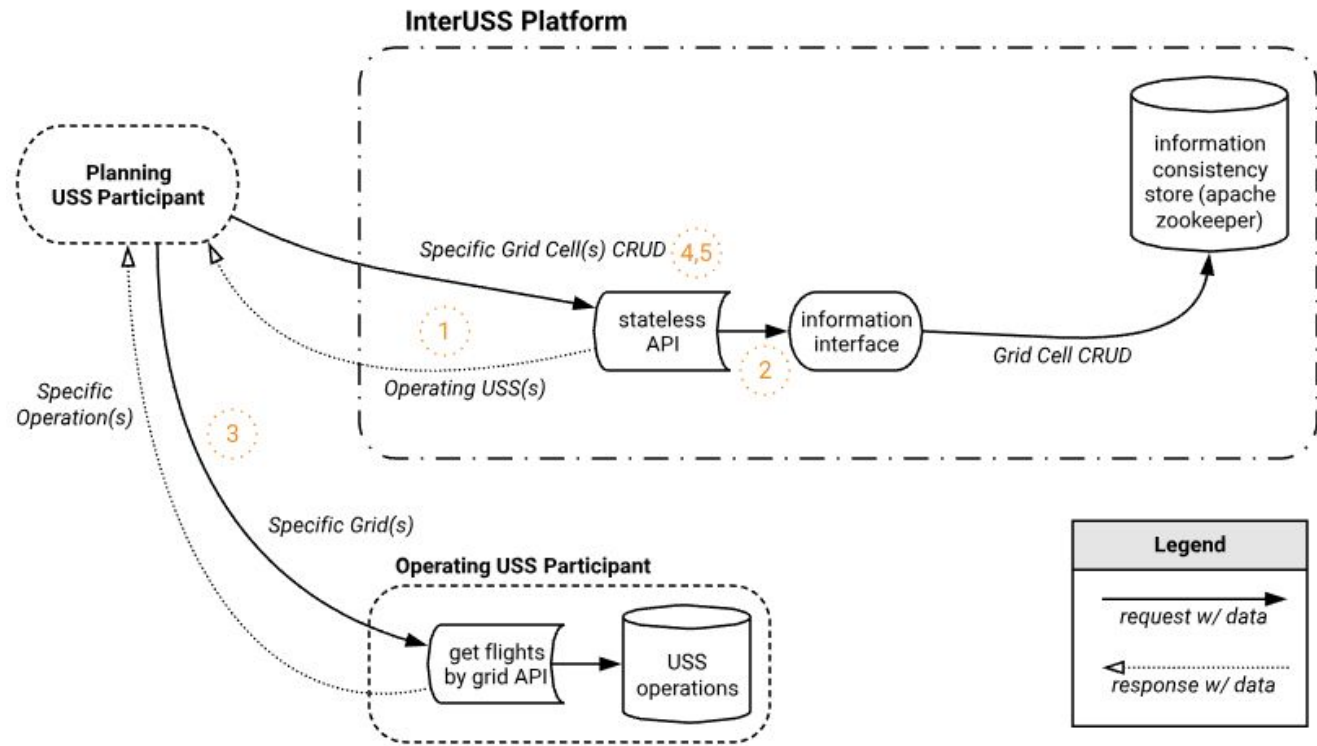 InterUSS Platform
Planning
USS Participant
information
consistency
store (apache
zookeeper)
Specific Grid Cell(s) CRUD
4,5
stateless
API
information
interface
1
2
Grid Cell CRUD
Operating USS(s)
Specific
Operation(s)
3
Specific Grid(s)
Operating USS Participant
get flights
by grid API
USS
operations
Legend
request w/ data
response w/ data